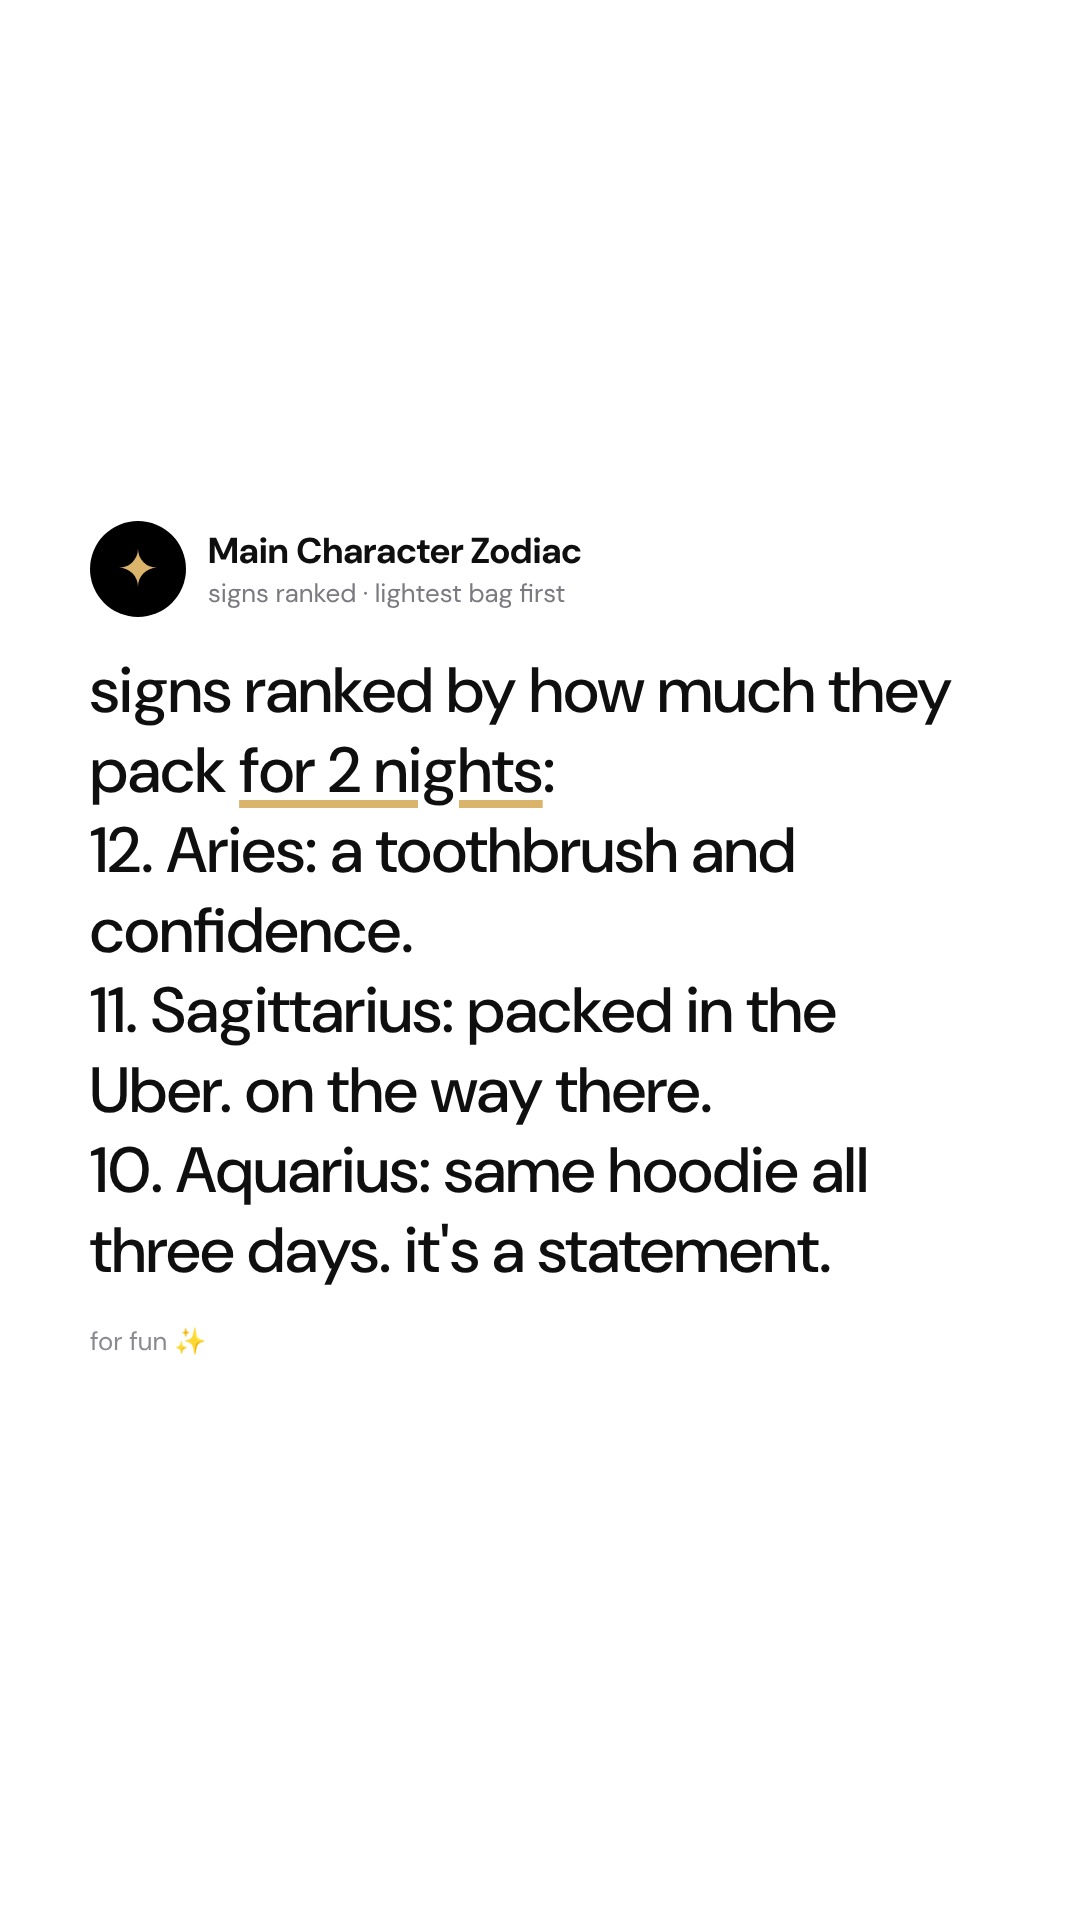 Main Character Zodiac
signs ranked · lightest bag first
signs ranked by how much they
pack for 2 nights:
12. Aries: a toothbrush and
confidence.
11. Sagittarius: packed in the
Uber. on the way there.
10. Aquarius: same hoodie all
three days. it's a statement.
for fun ✨